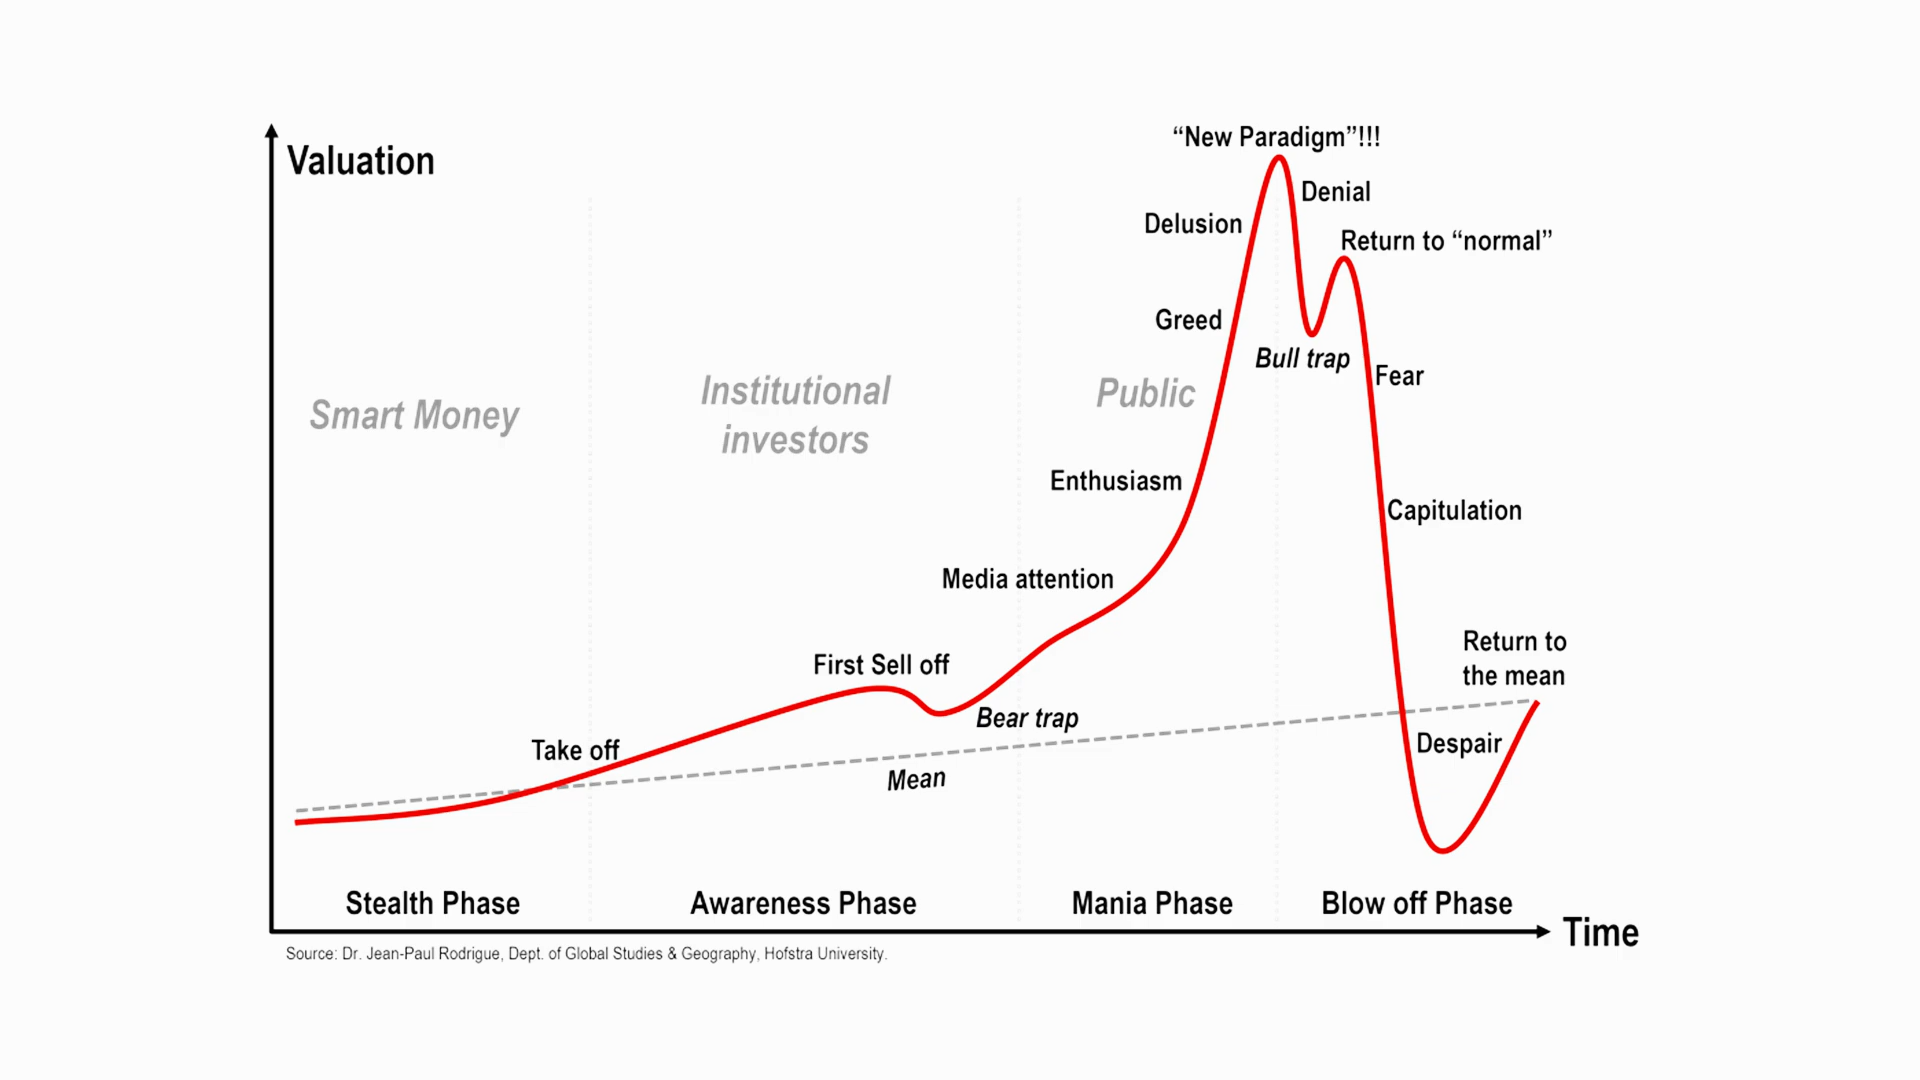 Valuation
“New Paradigm”!!!
Denial
Delusion
Return to “normal”
Greed
Bull trap
Fear
Smart Money
Institutional
investors
Public
Enthusiasm
Capitulation
Media attention
First Sell off
Return to
the mean
Bear trap
Take off
Despair
Mean
Stealth Phase
Awareness Phase
Mania Phase
Blow off Phase
Time
Source: Dr. Jean-Paul Rodrigue, Dept. of Global Studies & Geography, Hofstra University.